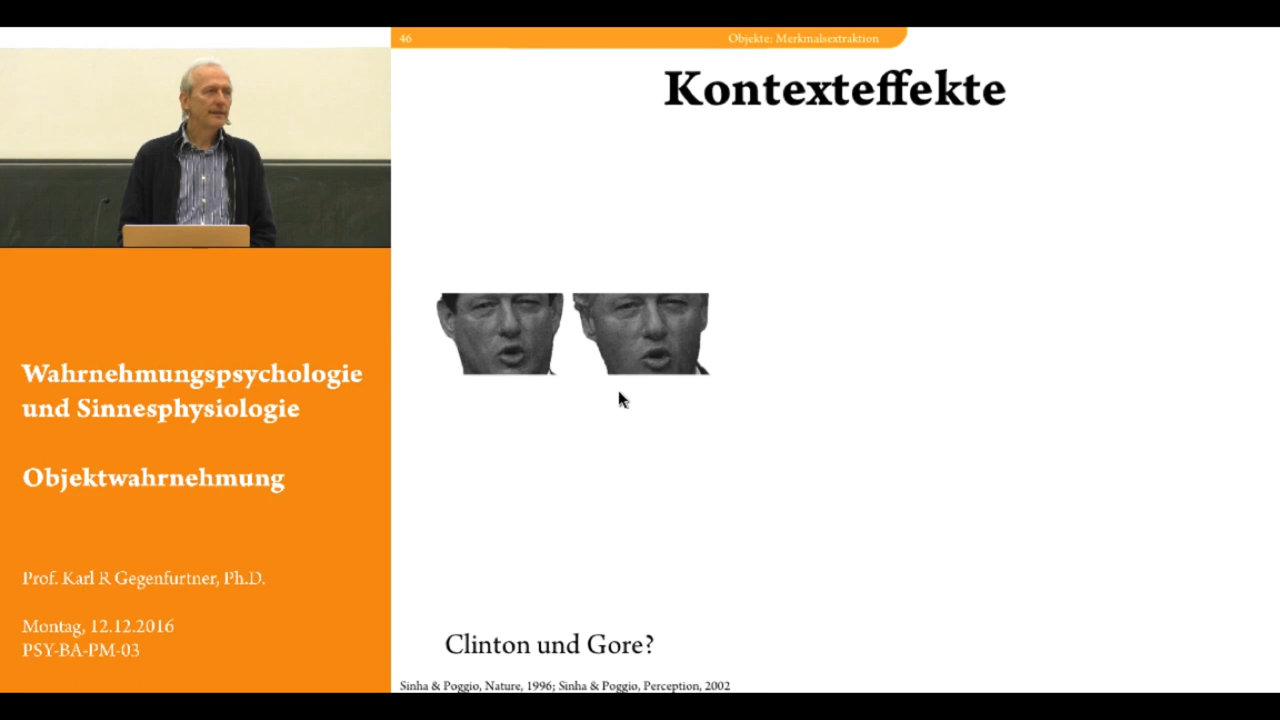 46
Objekte: Merkmalsextraktion
Kontexteffekte
Wahrnehmungspsychologie
und Sinnesphysiologie
Objektwahrnehmung
Prof. Karl R Gegenfurtner, Ph.D.
Montag, 12.12.2016
PSY-BA-PM-03
Clinton und Gore?
Sinha & Poggio, Nature, 1996; Sinha & Poggio, Perception, 2002